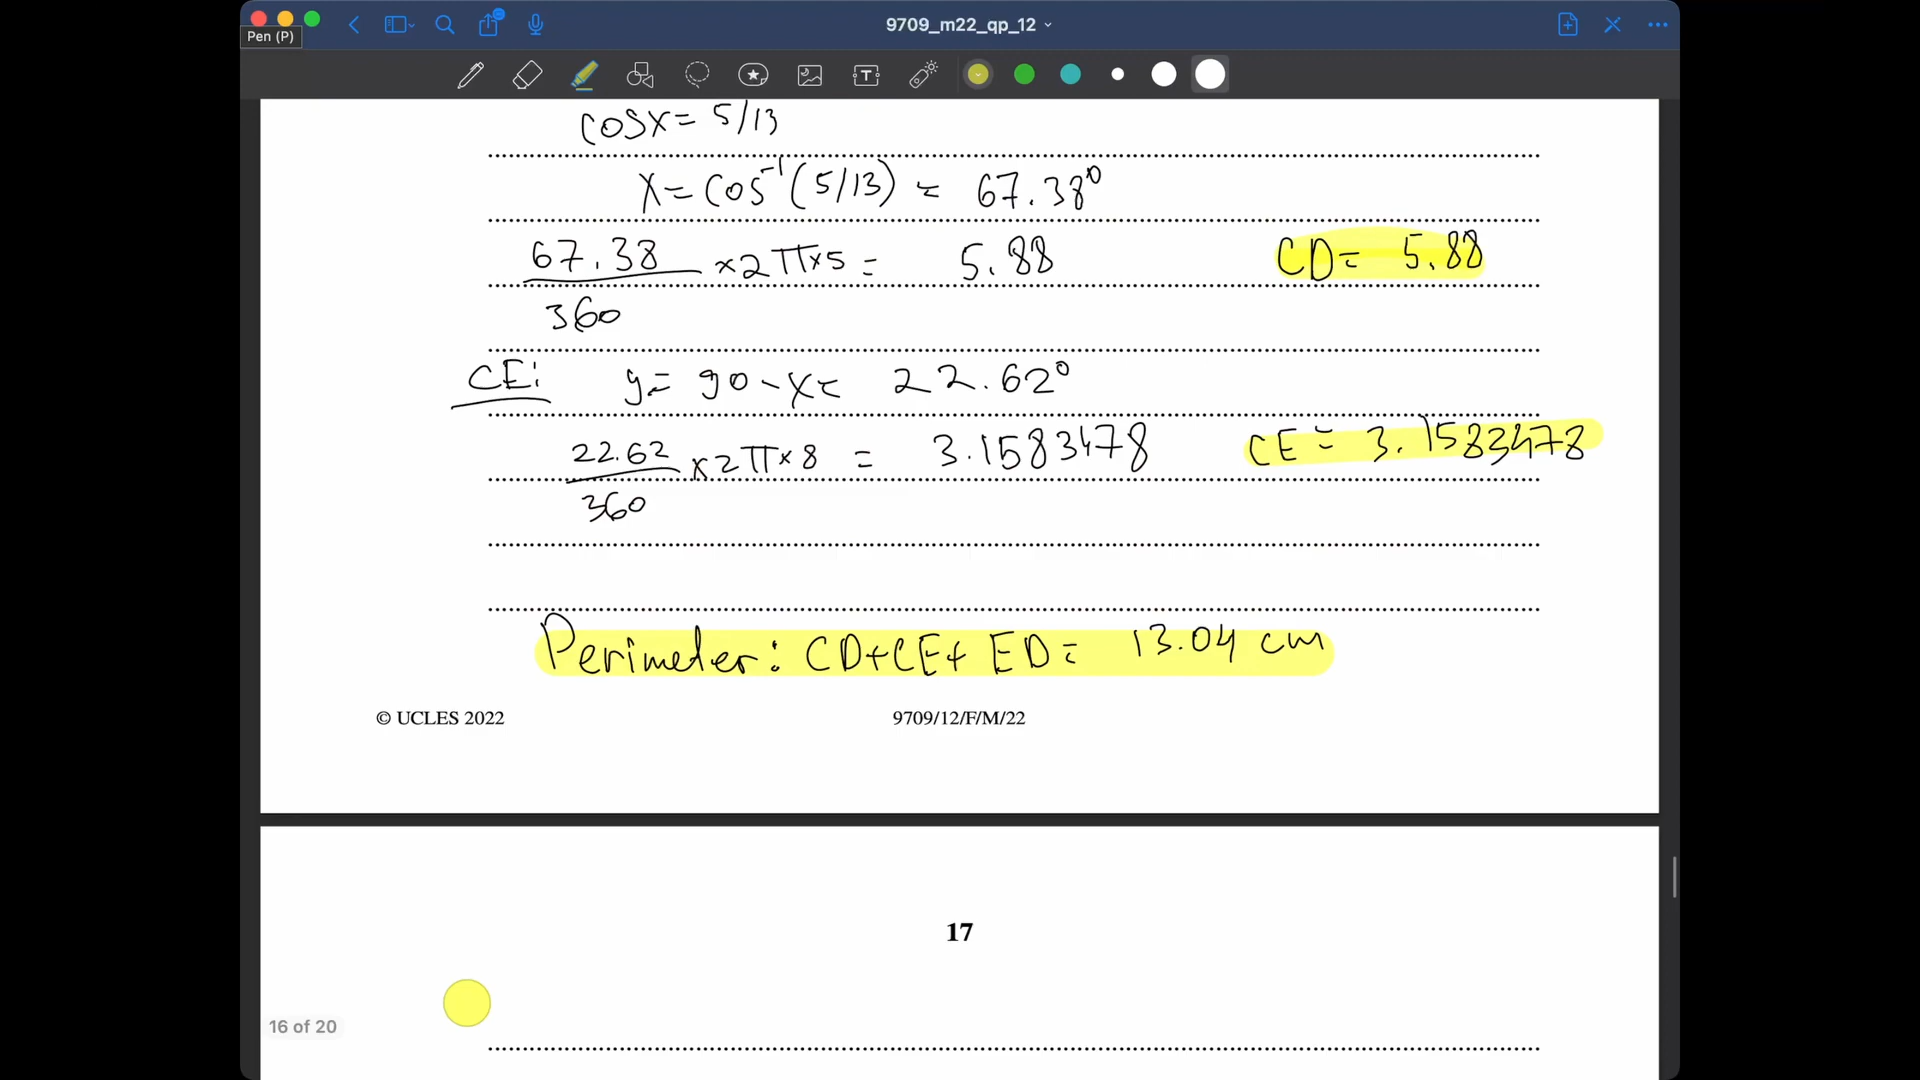 9709_m22_qp_12
Pen (P)
cosx= 5/13
x= cos⁻¹(5/13) = 67.38°
67.38/360 ×2π×5= 5.88 CD= 5.88
CE: y= 90-x= 22.62°
22.62/360 ×2π×8 = 3.1583478 CE= 3.1583478
Perimeter: CD+CE+ ED= 13.04 cm
© UCLES 2022 9709/12/F/M/22
17
16 of 20